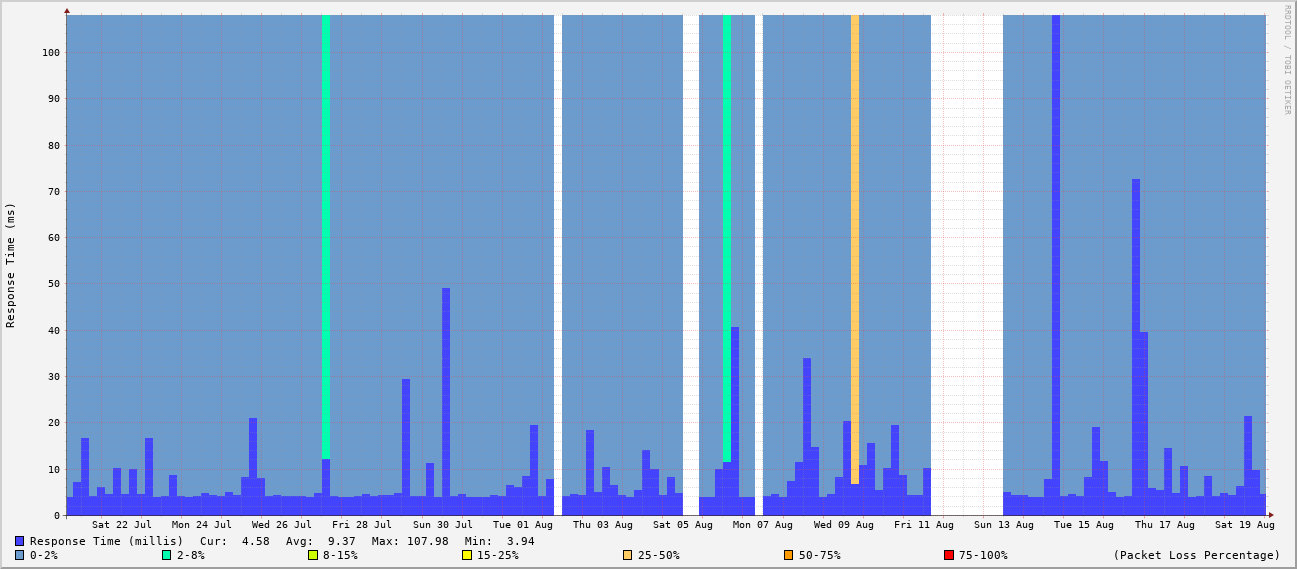 RRDTOOL / TOBI OETIKER
Response Time (ms)
100
90
80
70
60
50
40
30
20
10
0
Sat 22 Jul Mon 24 Jul Wed 26 Jul Fri 28 Jul Sun 30 Jul Tue 01 Aug Thu 03 Aug Sat 05 Aug Mon 07 Aug Wed 09 Aug Fri 11 Aug Sun 13 Aug Tue 15 Aug Thu 17 Aug Sat 19 Aug
Response Time (millis) Cur: 4.58 Avg: 9.37 Max: 107.98 Min: 3.94
0-2% 2-8% 8-15% 15-25% 25-50% 50-75% 75-100% (Packet Loss Percentage)